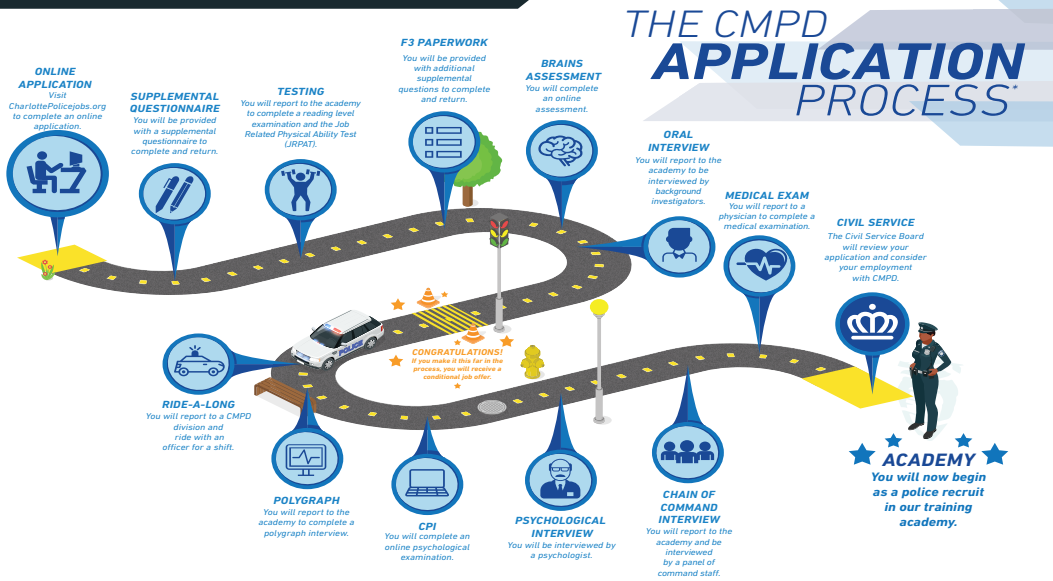 THE CMPD
APPLICATION
PROCESS*
ONLINE
APPLICATION
Visit
CharlottePolicejobs.org
to complete an online
application.
SUPPLEMENTAL
QUESTIONNAIRE
You will be provided
with a supplemental
questionnaire to
complete and return.
TESTING
You will report to the academy
to complete a reading level
examination and the Job
Related Physical Ability Test
(JRPAT).
F3 PAPERWORK
You will be provided
with additional
supplemental
questions to complete
and return.
BRAINS
ASSESSMENT
You will complete
an online
assessment.
ORAL
INTERVIEW
You will report to the
academy to be
interviewed by
background
investigators.
MEDICAL EXAM
You will report to a
physician to complete a
medical examination.
CIVIL SERVICE
The Civil Service Board
will review your
application and consider
your employment
with CMPD.
POLICE
CONGRATULATIONS!
If you make it this far in the
process, you will receive a
conditional job offer.
RIDE-A-LONG
You will report to a CMPD
division and
ride with an
officer for a shift.
POLYGRAPH
You will report to the
academy to complete a
polygraph interview.
CPI
You will complete an
online psychological
examination.
PSYCHOLOGICAL
INTERVIEW
You will be interviewed by
a psychologist.
CHAIN OF
COMMAND
INTERVIEW
You will report to the
academy and be
interviewed
by a panel of
command staff.
ACADEMY
You will now begin
as a police recruit
in our training
academy.